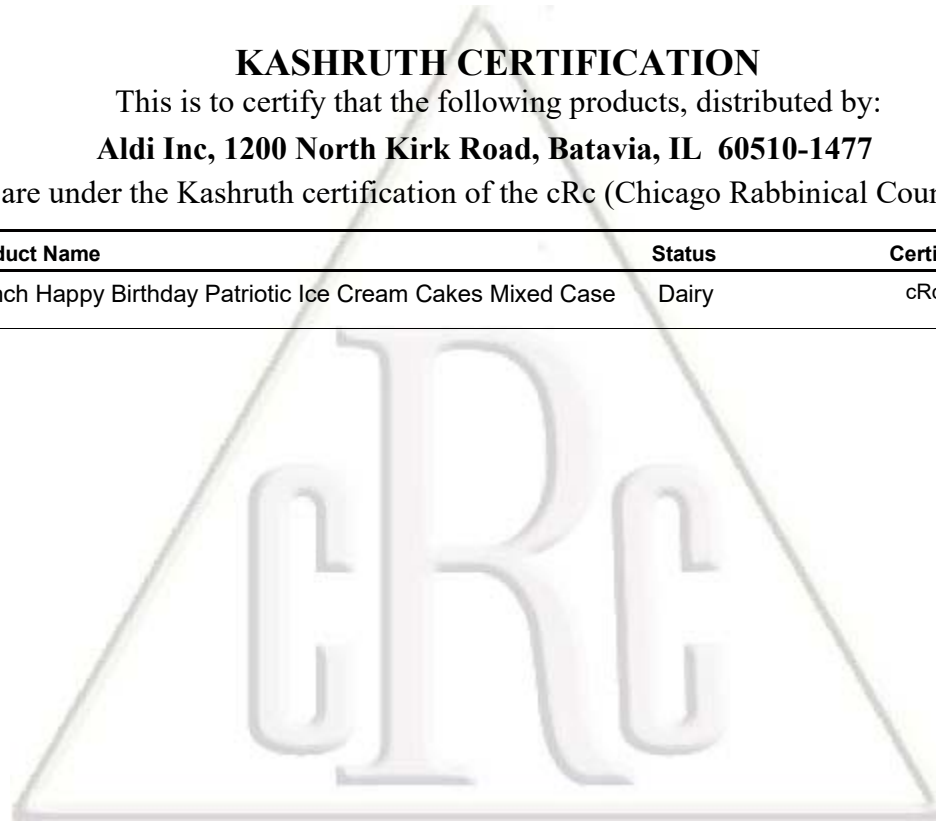 KASHRUTH CERTIFICATION
This is to certify that the following products, distributed by:
Aldi Inc, 1200 North Kirk Road, Batavia, IL 60510-1477
are under the Kashruth certification of the cRc (Chicago Rabbinical Coun
duct Name Status Certi
nch Happy Birthday Patriotic Ice Cream Cakes Mixed Case Dairy cRc
cRc